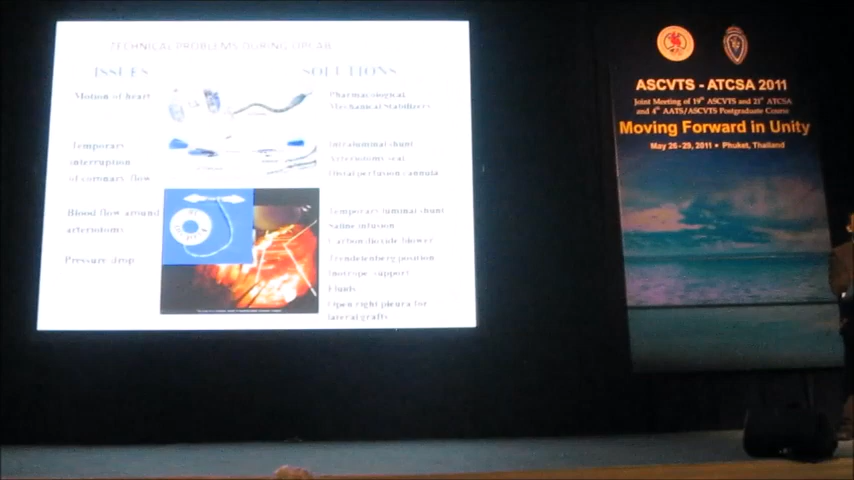 TECHNICAL PROBLEMS DURING OPCAB
ISSUES
SOLUTIONS
Motion of heart
Pharmacological
Mechanical Stabilizers
Temporary
interruption
of coronary flow
Intraluminal shunt
Arteriotomy seal
Distal perfusion cannula
Blood flow around
arteriotomy
Temporary luminal shunt
Saline infusion
Carbon dioxide blower
Pressure drop
Trendelenberg position
Inotrope support
Fluids
Open right pleura for
lateral grafts
ASCVTS - ATCSA 2011
Joint Meeting of 19th ASCVTS and 21st ATCSA
and 4th AATS/ASCVTS Postgraduate Course
Moving Forward in Unity
May 26-29, 2011 • Phuket, Thailand